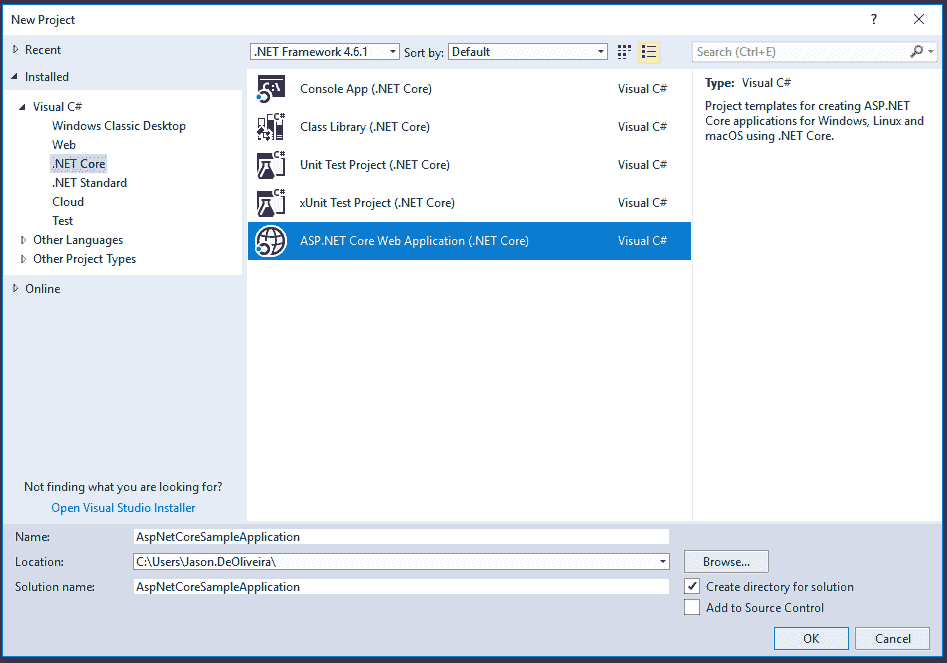 New Project
?
Recent
Installed
Visual C#
Windows Classic Desktop
Web
.NET Core
.NET Standard
Cloud
Test
Other Languages
Other Project Types
Online
Not finding what you are looking for?
Open Visual Studio Installer
.NET Framework 4.6.1 Sort by: Default
Console App (.NET Core) Visual C#
Class Library (.NET Core) Visual C#
Unit Test Project (.NET Core) Visual C#
xUnit Test Project (.NET Core) Visual C#
ASP.NET Core Web Application (.NET Core) Visual C#
Search (Ctrl+E)
Type: Visual C#
Project templates for creating ASP.NET
Core applications for Windows, Linux and
macOS using .NET Core.
Name: AspNetCoreSampleApplication
Location: C:\Users\Jason.DeOliveira\ Browse...
Solution name: AspNetCoreSampleApplication Create directory for solution
Add to Source Control
OK Cancel